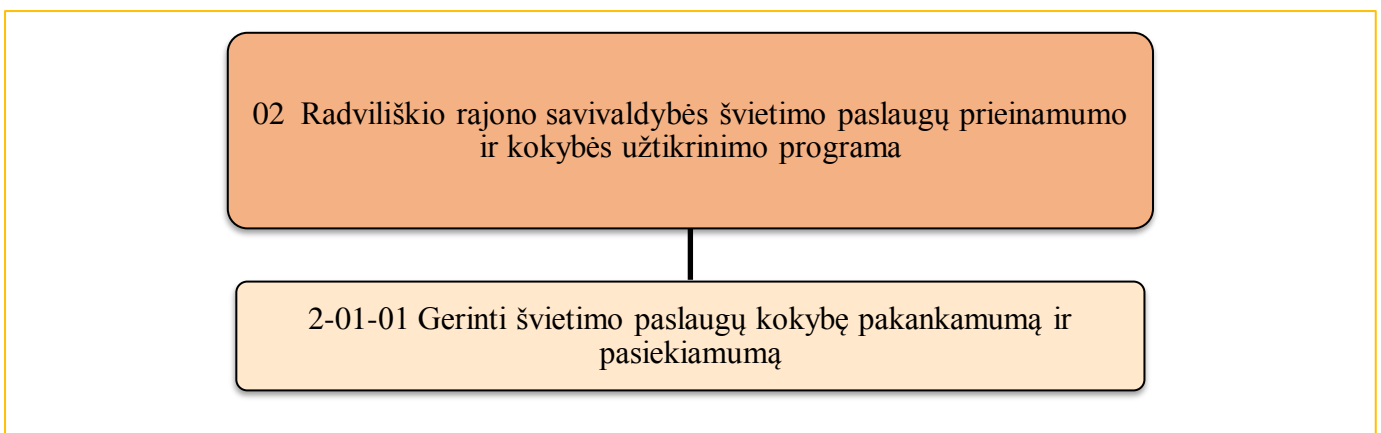 02 Radviliškio rajono savivaldybės švietimo paslaugų prieinamumo
ir kokybės užtikrinimo programa
2-01-01 Gerinti švietimo paslaugų kokybę pakankamumą ir
pasiekiamumą